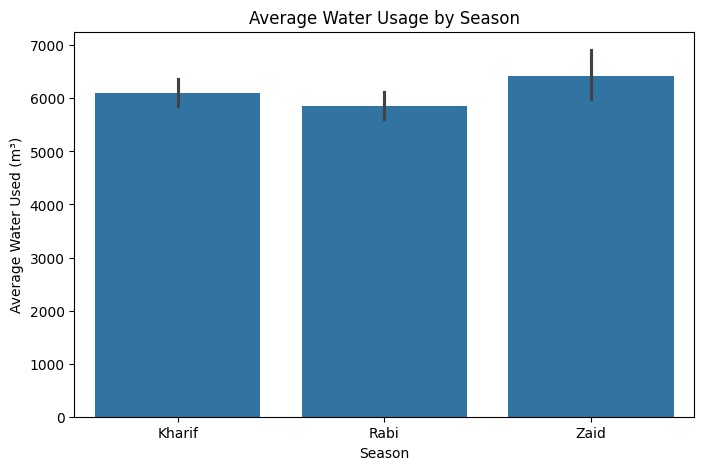 Average Water Usage by Season
7000
6000
5000
4000
3000
2000
1000
0
Average Water Used (m³)
Kharif
Rabi
Zaid
Season